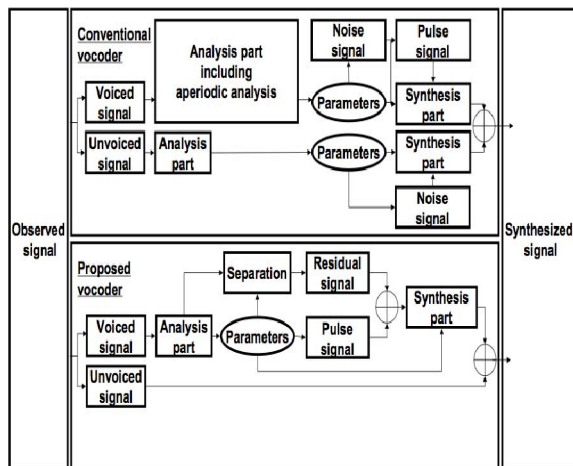 Conventional
vocoder
Analysis part
including
aperiodic analysis
Noise signal
Pulse signal
Voiced
signal
Parameters
Synthesis
part
Unvoiced
signal
Analysis
part
Parameters
Synthesis
part
Noise
signal
Observed
signal
Synthesized
signal
Proposed
vocoder
Separation
Residual
signal
Voiced
signal
Analysis
part
Parameters
Pulse
signal
Synthesis
part
Unvoiced
signal